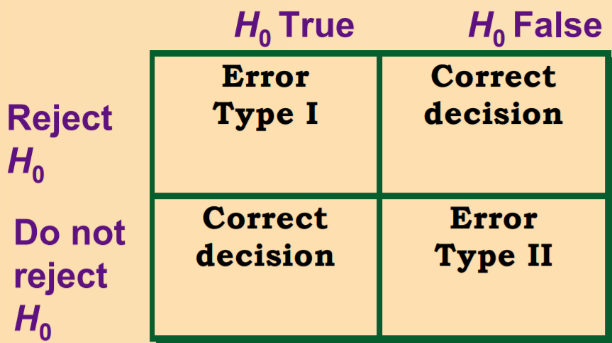 H₀ True H₀ False
Reject
H₀
Error
Type I
Correct
decision
Do not
reject
H₀
Correct
decision
Error
Type II